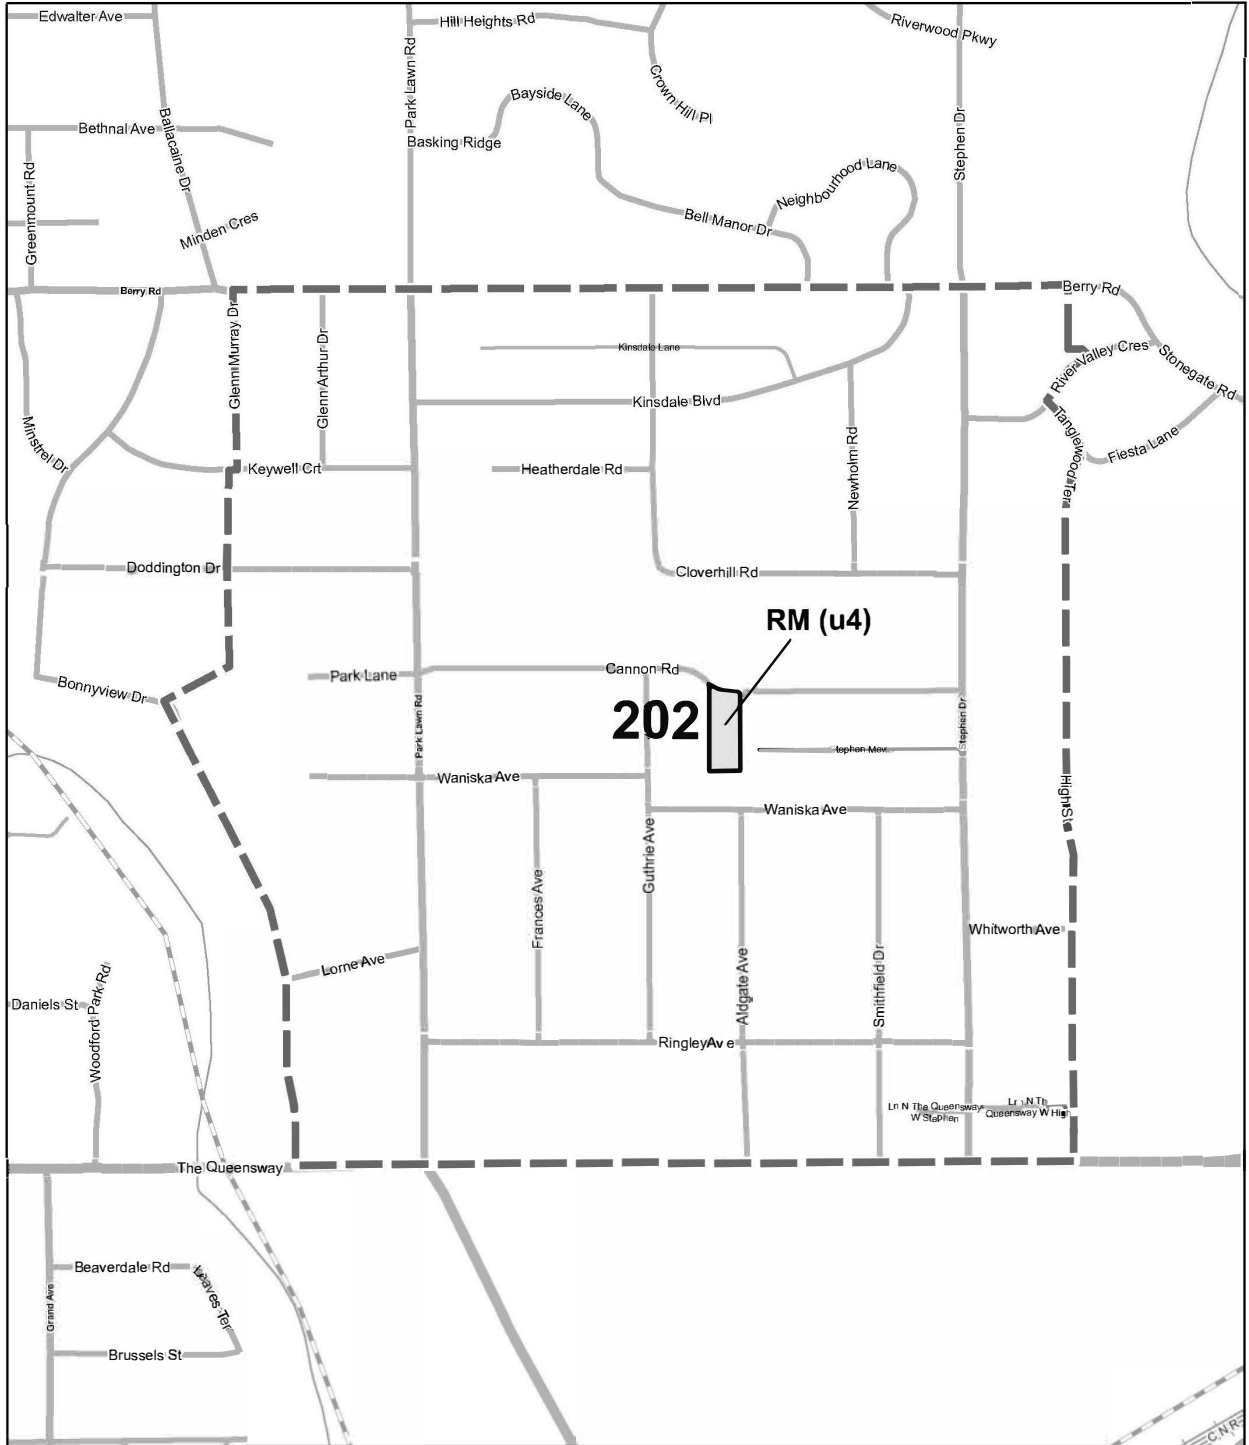 Edwalter Ave
Hill Heights Rd
Riverwood Pkwy
Park Lawn Rd
Crown Hill Pl
Bayside Lane
Basking Ridge
Bethnal Ave
Ballacaine Dr
Stephen Dr
Greenmount Rd
Neighbourhood Lane
Minden Cres
Bell Manor Dr
Berry Rd
Berry Rd
Glenn Murray Dr
Glenn Arthur Dr
Kinsdale Lane
River Valley Cres
Stonegate Rd
Kinsdale Blvd
Tanglewood Ter
Fiesta Lane
Minstrel Dr
Keywell Crt
Heatherdale Rd
Newholm Rd
Doddington Dr
Cloverhill Rd
RM (u4)
Park Lane
Cannon Rd
Bonnyview Dr
202
Park Lawn Rd
Stephen Dr
Waniska Ave
Waniska Ave
High St
Guthrie Ave
Frances Ave
Whitworth Ave
Lorne Ave
Aldgate Ave
Smithfield Dr
Daniels St
Woodford Park Rd
Ringley Ave
Ln N The Queensway
W Stephen
Ln N Th
Queensway W High
The Queensway
Beaverdale Rd
Leaves Ter
Grand Ave
Brussels St
C N R